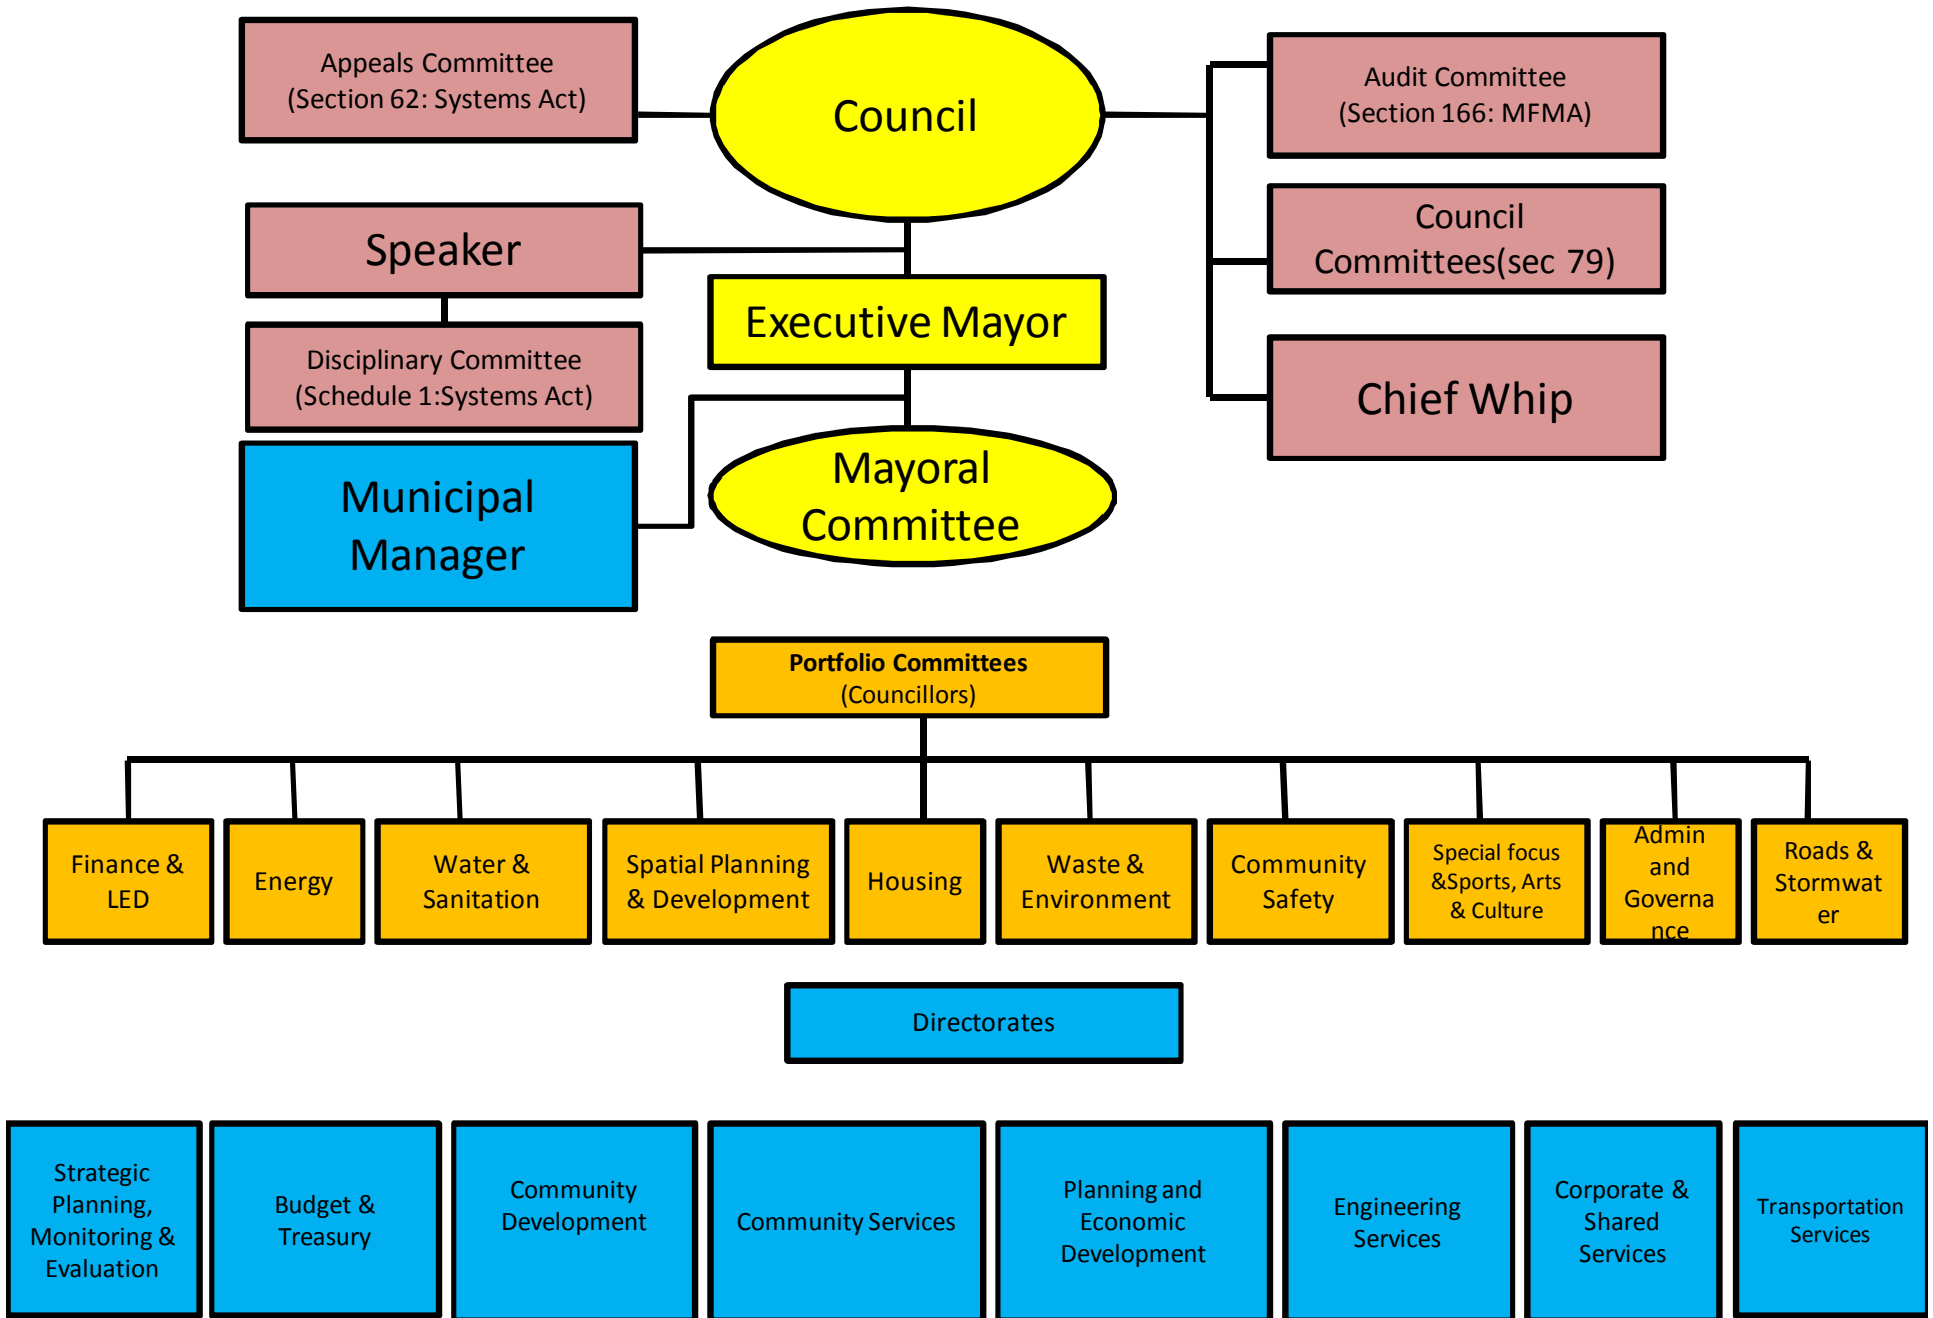 Appeals Committee
(Section 62: Systems Act)
Council
Audit Committee
(Section 166: MFMA)
Speaker
Council
Committees(sec 79)
Executive Mayor
Disciplinary Committee
(Schedule 1:Systems Act)
Chief Whip
Municipal
Manager
Mayoral
Committee
Portfolio Committees
(Councillors)
Finance &
LED
Energy
Water &
Sanitation
Spatial Planning
& Development
Housing
Waste &
Environment
Community
Safety
Special focus
&Sports, Arts
& Culture
Admin
and
Governa
nce
Roads &
Stormwat
er
Directorates
Strategic
Planning,
Monitoring &
Evaluation
Budget &
Treasury
Community
Development
Community Services
Planning and
Economic
Development
Engineering
Services
Corporate &
Shared
Services
Transportation
Services